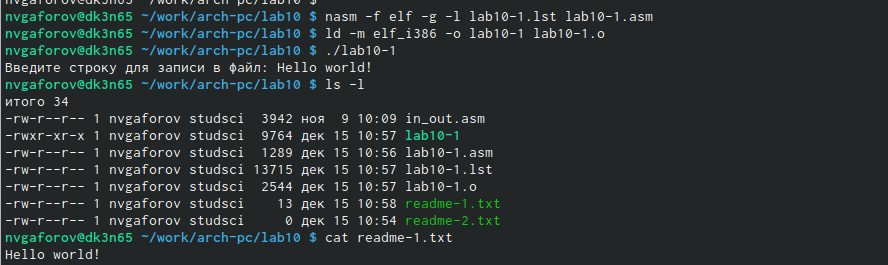 nvgaforov@dk3n65 ~/work/arch-pc/lab10 $ nasm -f elf -g -l lab10-1.lst lab10-1.asm
nvgaforov@dk3n65 ~/work/arch-pc/lab10 $ ld -m elf_i386 -o lab10-1 lab10-1.o
nvgaforov@dk3n65 ~/work/arch-pc/lab10 $ ./lab10-1
Введите строку для записи в файл: Hello world!
nvgaforov@dk3n65 ~/work/arch-pc/lab10 $ ls -l
итого 34
-rw-r--r-- 1 nvgaforov studsci  3942 ноя  9 10:09 in_out.asm
-rwxr-xr-x 1 nvgaforov studsci  9764 дек 15 10:57 lab10-1
-rw-r--r-- 1 nvgaforov studsci  1289 дек 15 10:56 lab10-1.asm
-rw-r--r-- 1 nvgaforov studsci 13715 дек 15 10:57 lab10-1.lst
-rw-r--r-- 1 nvgaforov studsci  2544 дек 15 10:57 lab10-1.o
-rw-r--r-- 1 nvgaforov studsci    13 дек 15 10:58 readme-1.txt
-rw-r--r-- 1 nvgaforov studsci     0 дек 15 10:54 readme-2.txt
nvgaforov@dk3n65 ~/work/arch-pc/lab10 $ cat readme-1.txt
Hello world!